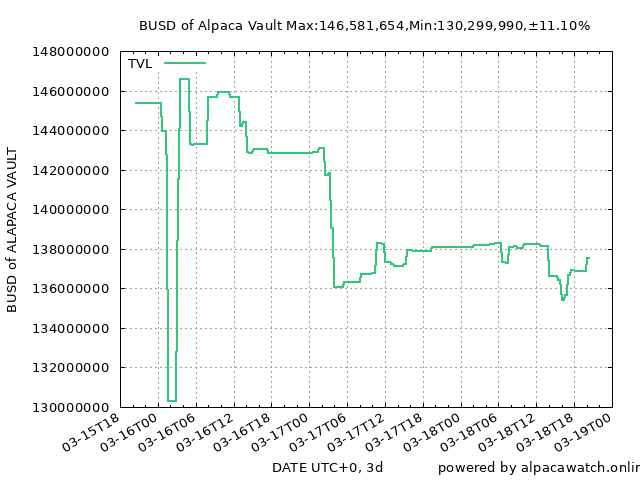 BUSD of Alpaca Vault Max:146,581,654,Min:130,299,990,±11.10%
TVL
148000000
146000000
144000000
142000000
140000000
138000000
136000000
134000000
132000000
130000000
BUSD of ALAPACA VAULT
03-15T18
03-16T00
03-16T06
03-16T12
03-16T18
03-17T00
03-17T06
03-17T12
03-17T18
03-18T00
03-18T06
03-18T12
03-18T18
03-19T00
DATE UTC+0, 3d
powered by alpacawatch.onlin